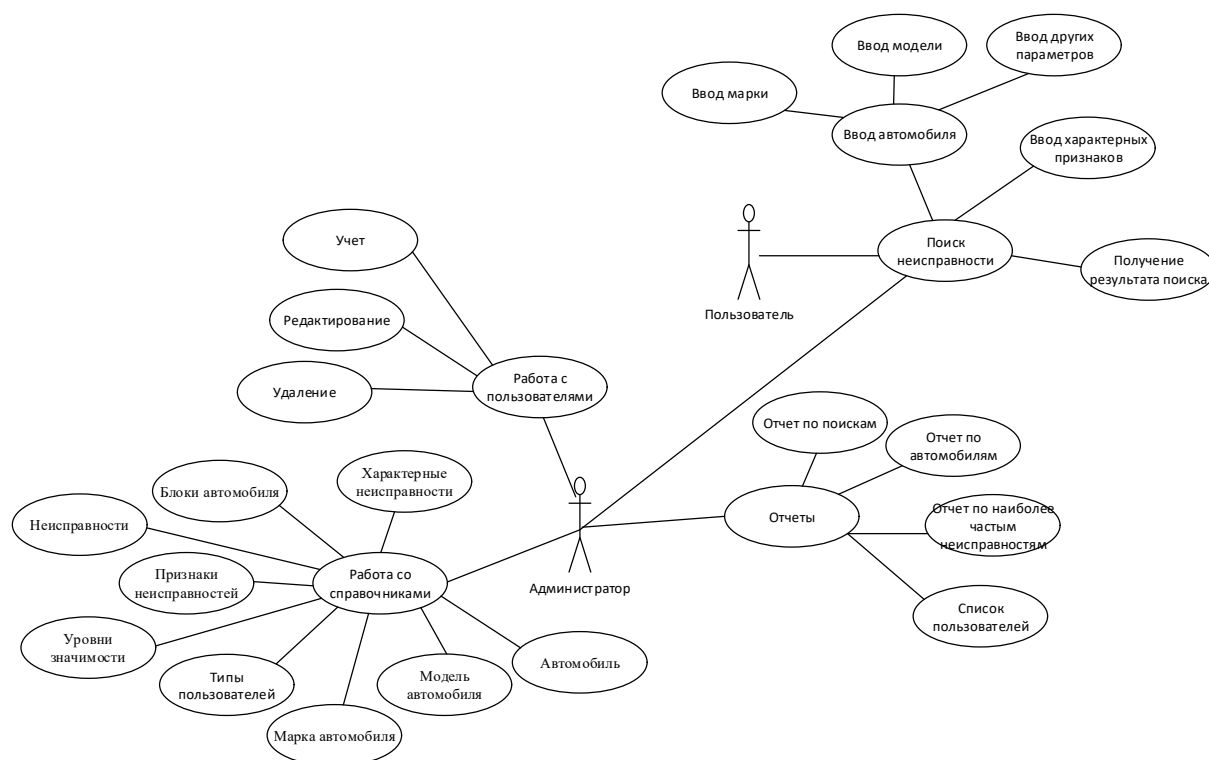 Ввод модели
Ввод других
параметров
Ввод марки
Ввод автомобиля
Ввод характерных
признаков
Поиск
неисправности
Получение
результата поиска
Пользователь
Учет
Редактирование
Удаление
Работа с
пользователями
Отчет по поискам
Отчет по
автомобилям
Отчеты
Отчет по наиболее
частым
неисправностям
Список
пользователей
Администратор
Характерные
неисправности
Блоки автомобиля
Неисправности
Признаки
неисправностей
Работа со
справочниками
Уровни
значимости
Типы
пользователей
Марка автомобиля
Модель
автомобиля
Автомобиль